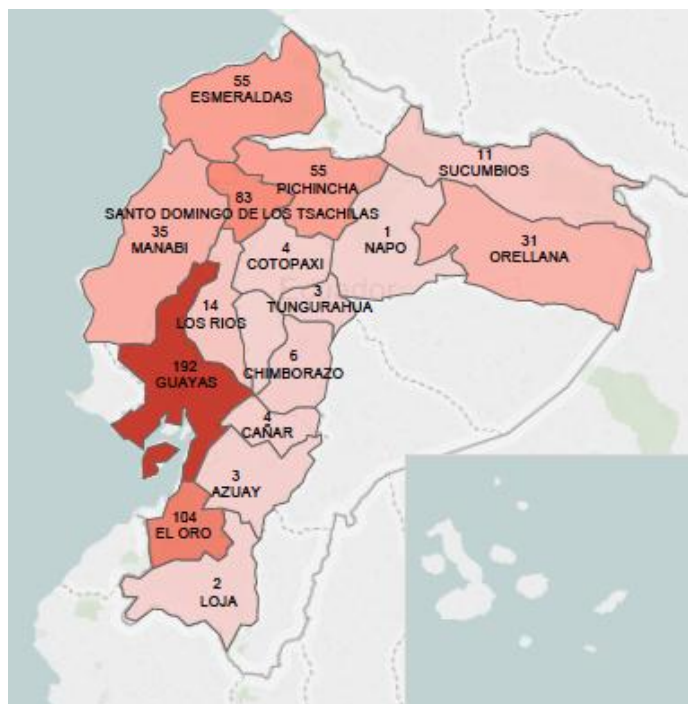 55
ESMERALDAS
11
SUCUMBIOS
55
PICHINCHA
83
SANTO DOMINGO DE LOS TSACHILAS
35
MANABI
1
NAPO
31
ORELLANA
4
COTOPAXI
Ecuador
3
TUNGURAHUA
14
LOS RIOS
6
CHIMBORAZO
192
GUAYAS
4
CAÑAR
3
AZUAY
104
EL ORO
2
LOJA